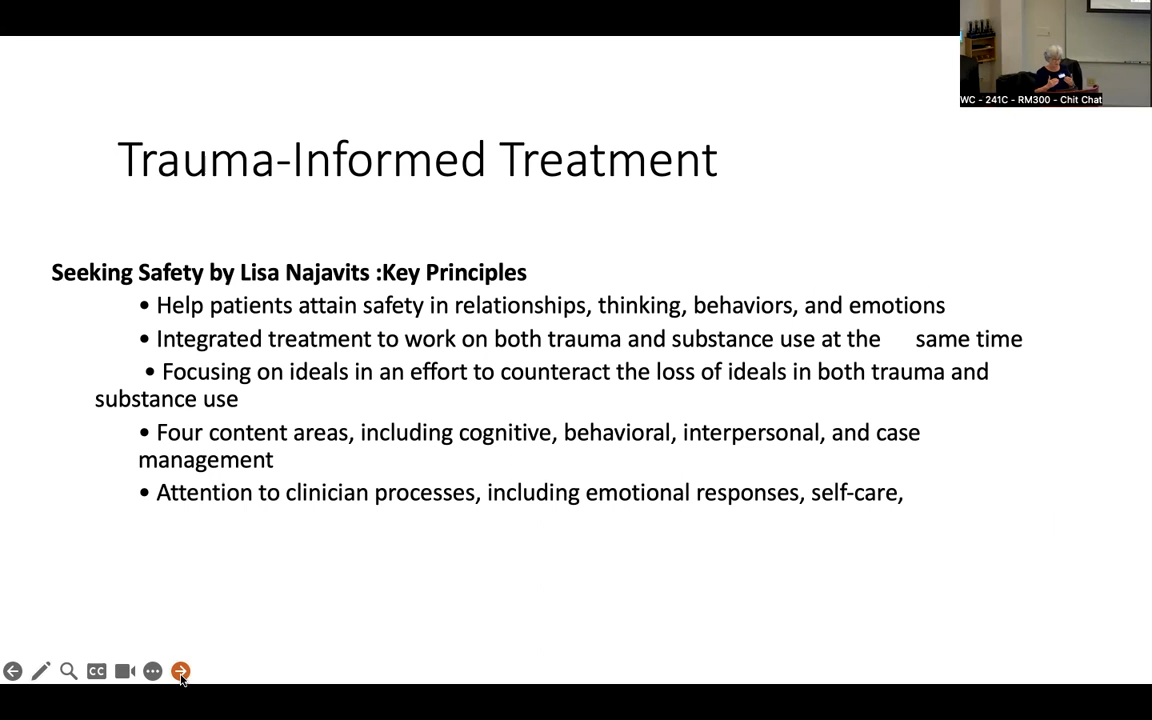 WC - 241C - RM300 - Chit Chat
Trauma-Informed Treatment
Seeking Safety by Lisa Najavits :Key Principles
• Help patients attain safety in relationships, thinking, behaviors, and emotions
• Integrated treatment to work on both trauma and substance use at the same time
• Focusing on ideals in an effort to counteract the loss of ideals in both trauma and
substance use
• Four content areas, including cognitive, behavioral, interpersonal, and case
management
• Attention to clinician processes, including emotional responses, self-care,
CC